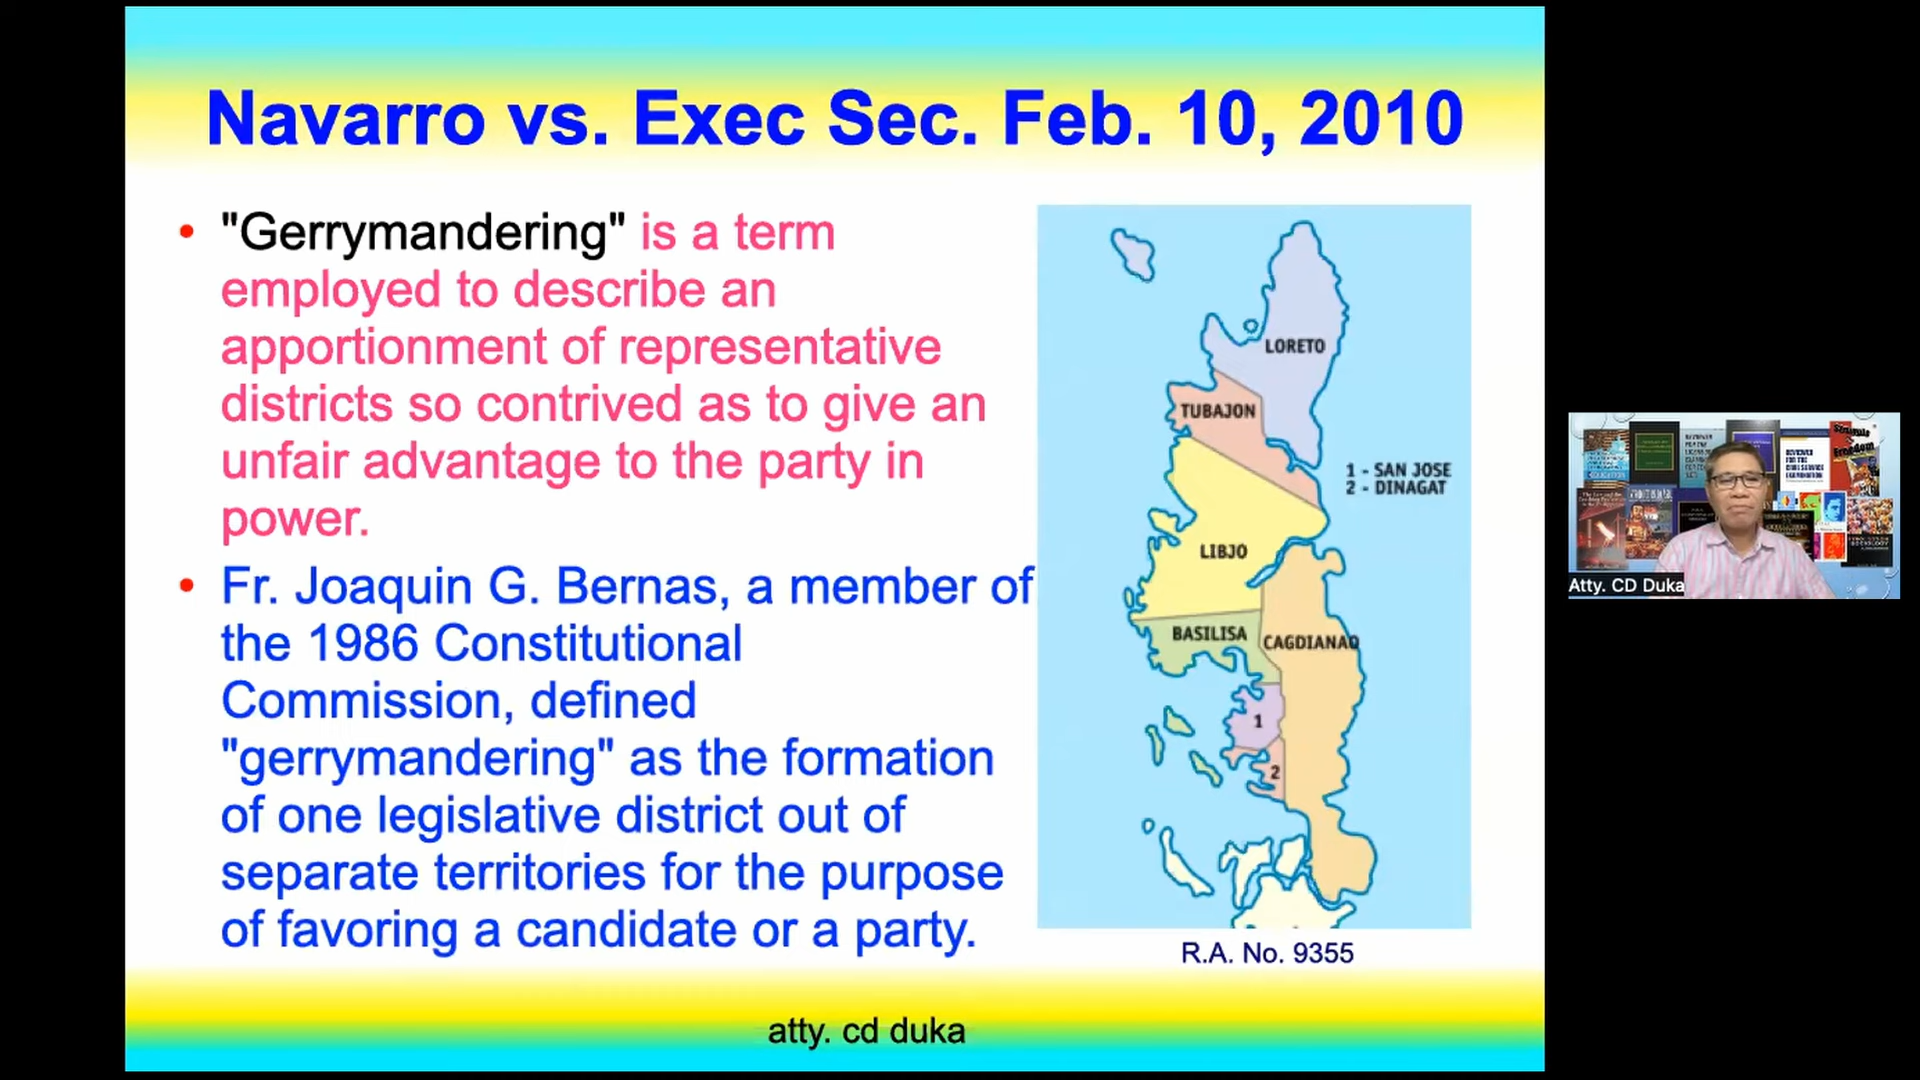 Navarro vs. Exec Sec. Feb. 10, 2010
"Gerrymandering" is a term
employed to describe an
apportionment of representative
districts so contrived as to give an
unfair advantage to the party in
power.
Fr. Joaquin G. Bernas, a member of
the 1986 Constitutional
Commission, defined
"gerrymandering" as the formation
of one legislative district out of
separate territories for the purpose
of favoring a candidate or a party.
LORETO
TUBAJON
1 - SAN JOSE
2 - DINAGAT
LIBJO
BASILISA
CAGDIANAO
1
2
R.A. No. 9355
atty. cd duka
Atty. CD Duka